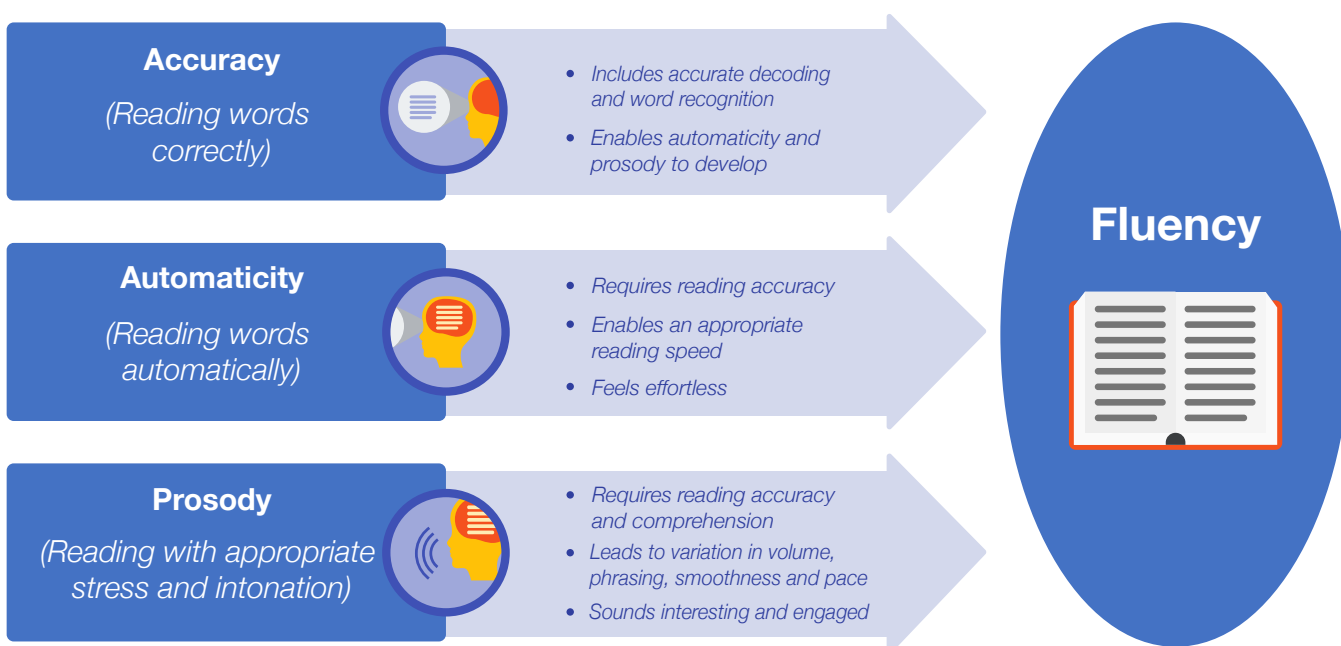 Accuracy
(Reading words
correctly)
• Includes accurate decoding
and word recognition
• Enables automaticity and
prosody to develop
Automaticity
(Reading words
automatically)
• Requires reading accuracy
• Enables an appropriate
reading speed
• Feels effortless
Prosody
(Reading with appropriate
stress and intonation)
• Requires reading accuracy
and comprehension
• Leads to variation in volume,
phrasing, smoothness and pace
• Sounds interesting and engaged
Fluency